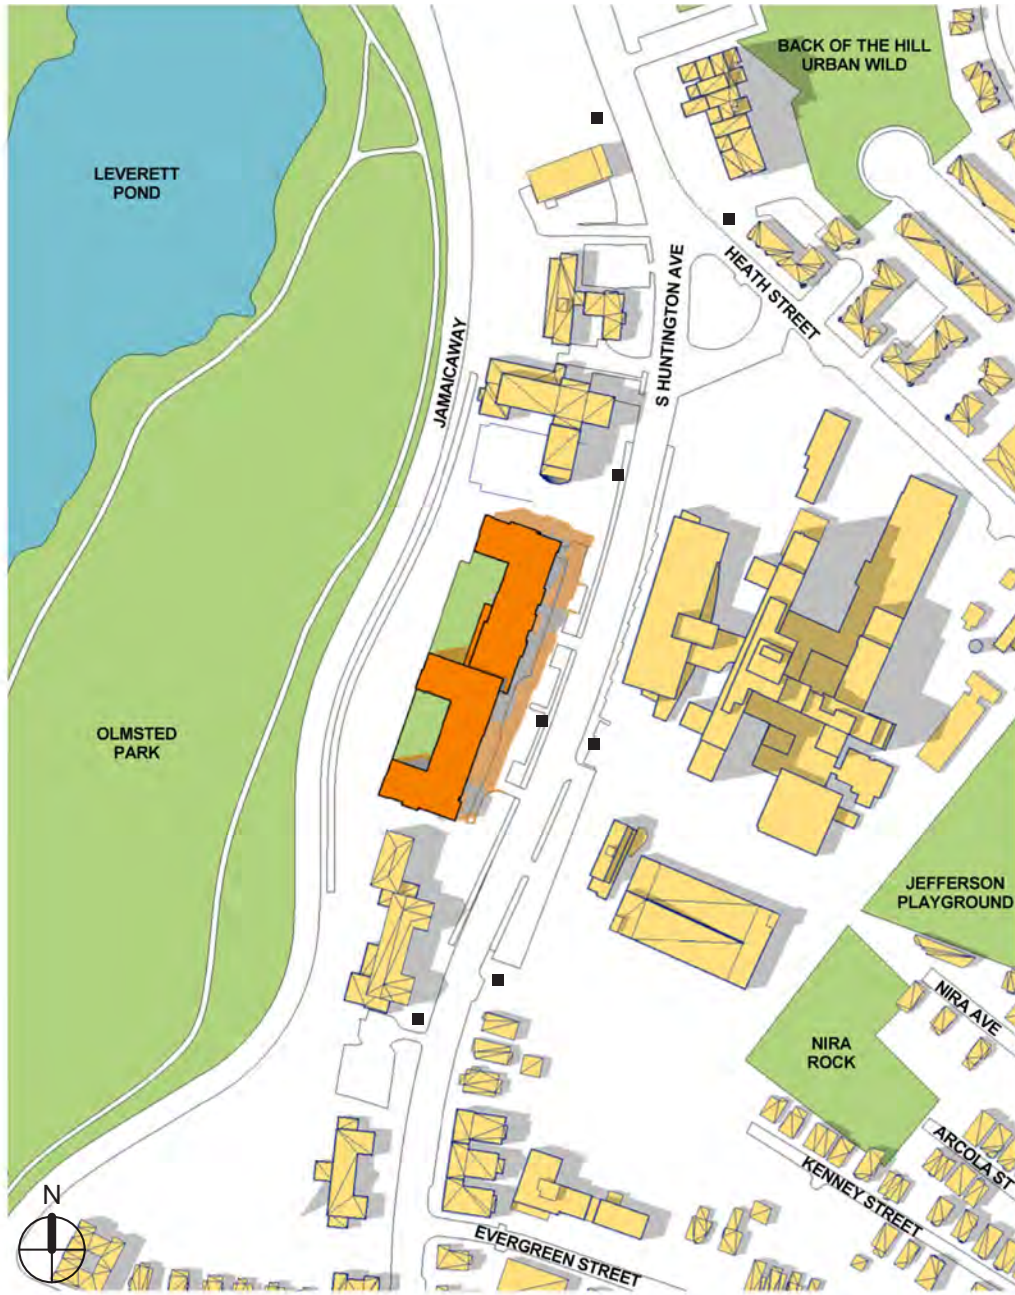 BACK OF THE HILL
URBAN WILD
LEVERETT
POND
HEATH STREET
S HUNTINGTON AVE
JAMAICAWAY
OLMSTED
PARK
JEFFERSON
PLAYGROUND
NIRA AVE
NIRA
ROCK
ARCOLA ST
KENNEY STREET
N
EVERGREEN STREET